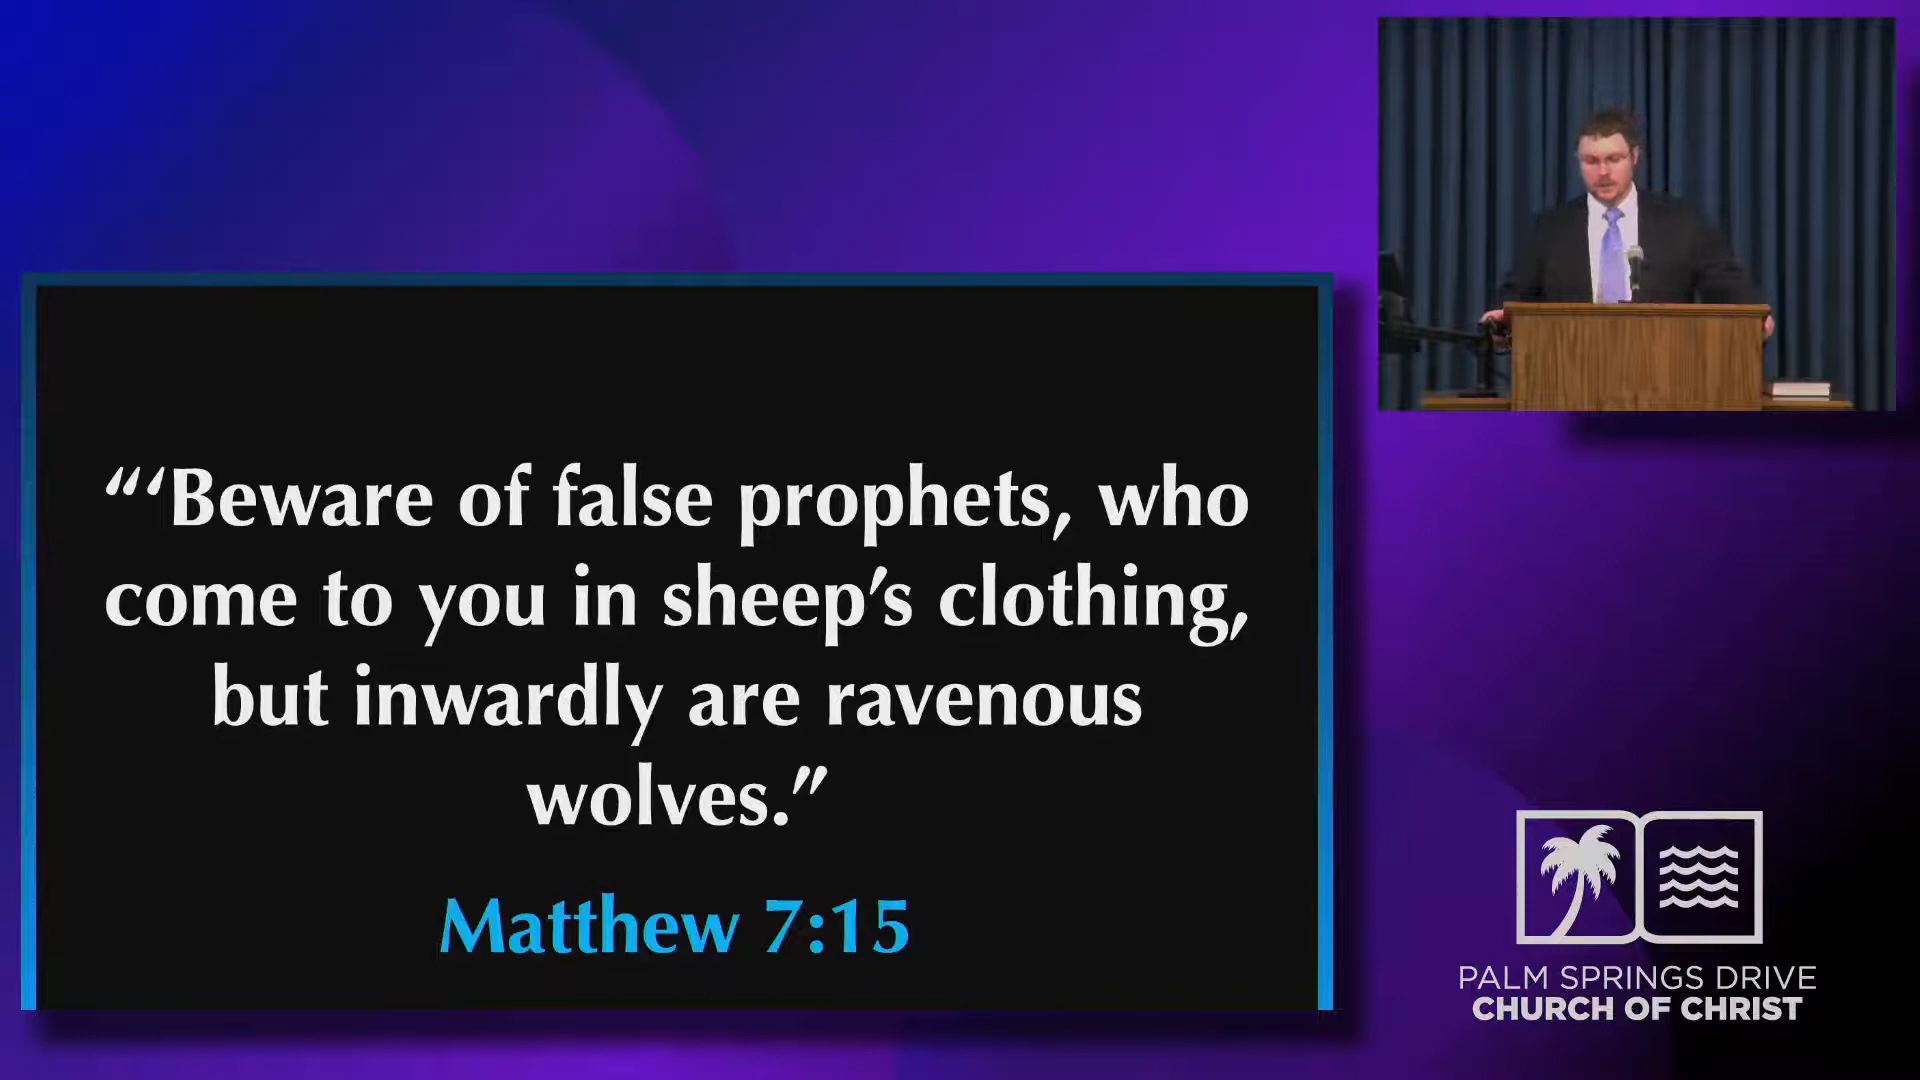 “‘Beware of false prophets, who
come to you in sheep’s clothing,
but inwardly are ravenous
wolves.”
Matthew 7:15
PALM SPRINGS DRIVE
CHURCH OF CHRIST